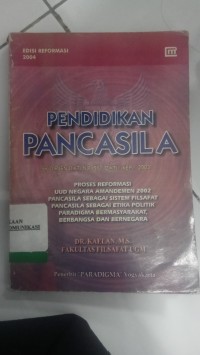 EDISI REFORMASI
2004
PENDIDIKAN
PANCASILA
PROSES REFORMASI
UUD NEGARA AMANDEMEN 2002
PANCASILA SEBAGAI SISTEM FILSAFAT
PANCASILA SEBAGAI ETIKA POLITIK
PARADIGMA BERMASYARAKAT,
BERBANGSA DAN BERNEGARA
DR. KAELAN, M.S.
FAKULTAS FILSAFAT UGM
Penerbit "PARADIGMA" Yogyakarta